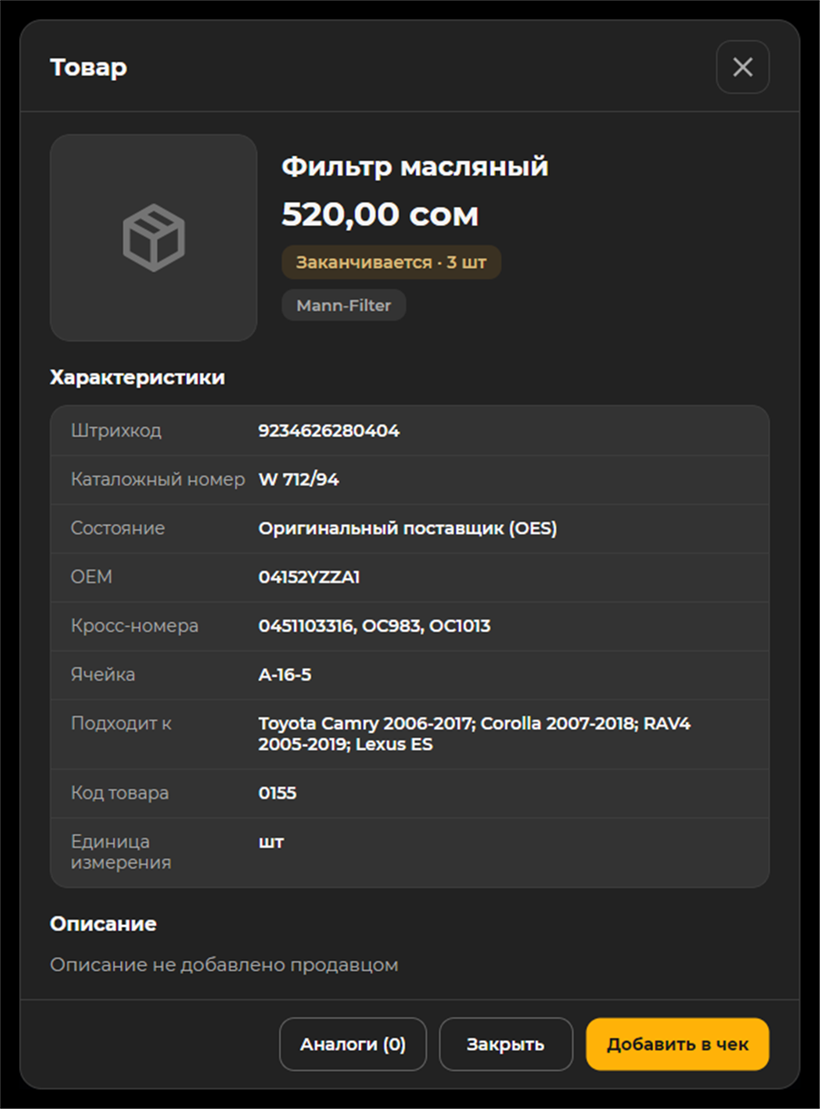 Товар
Фильтр масляный
520,00 сом
Заканчивается · 3 шт
Mann-Filter
Характеристики
Штрихкод 9234626280404
Каталожный номер W 712/94
Состояние Оригинальный поставщик (OES)
OEM 04152YZZA1
Кросс-номера 0451103316, OC983, OC1013
Ячейка A-16-5
Подходит к Toyota Camry 2006-2017; Corolla 2007-2018; RAV4
2005-2019; Lexus ES
Код товара 0155
Единица шт
измерения
Описание
Описание не добавлено продавцом
Аналоги (0) Закрыть Добавить в чек